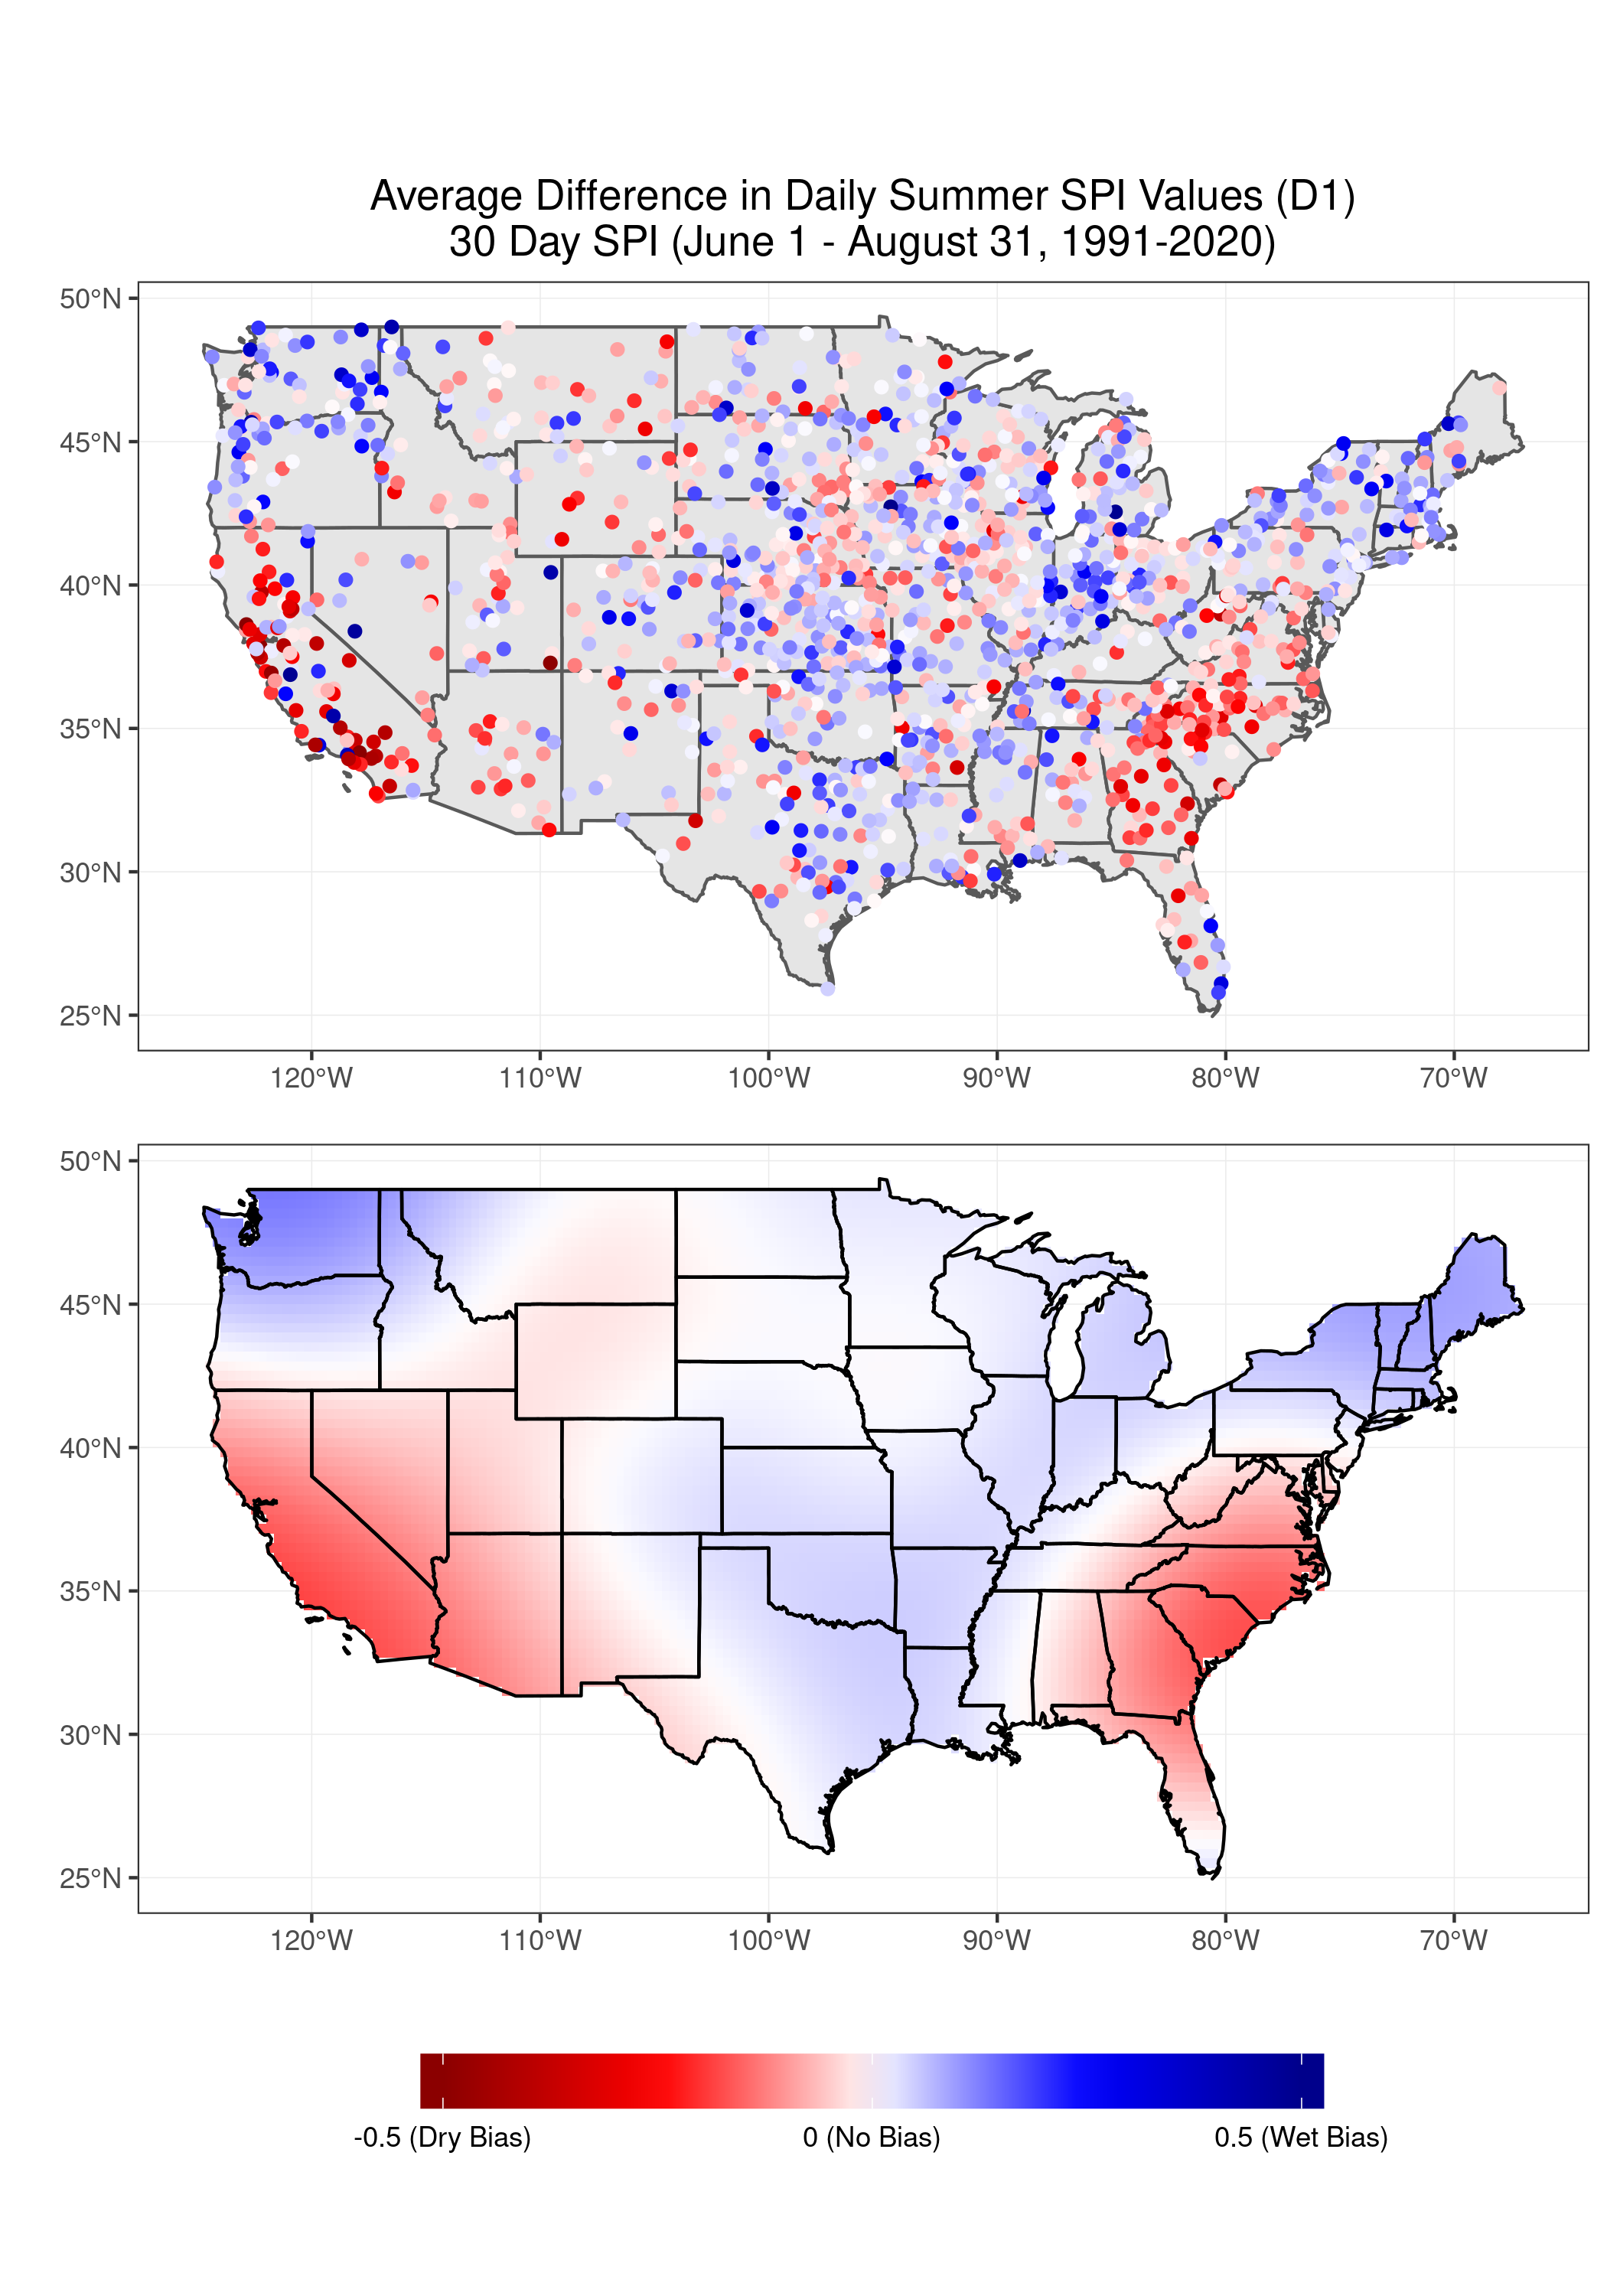 Average Difference in Daily Summer SPI Values (D1)
30 Day SPI (June 1 - August 31, 1991-2020)
50°N
45°N
40°N
35°N
30°N
25°N
120°W 110°W 100°W 90°W 80°W 70°W
50°N
45°N
40°N
35°N
30°N
25°N
120°W 110°W 100°W 90°W 80°W 70°W
-0.5 (Dry Bias) 0 (No Bias) 0.5 (Wet Bias)